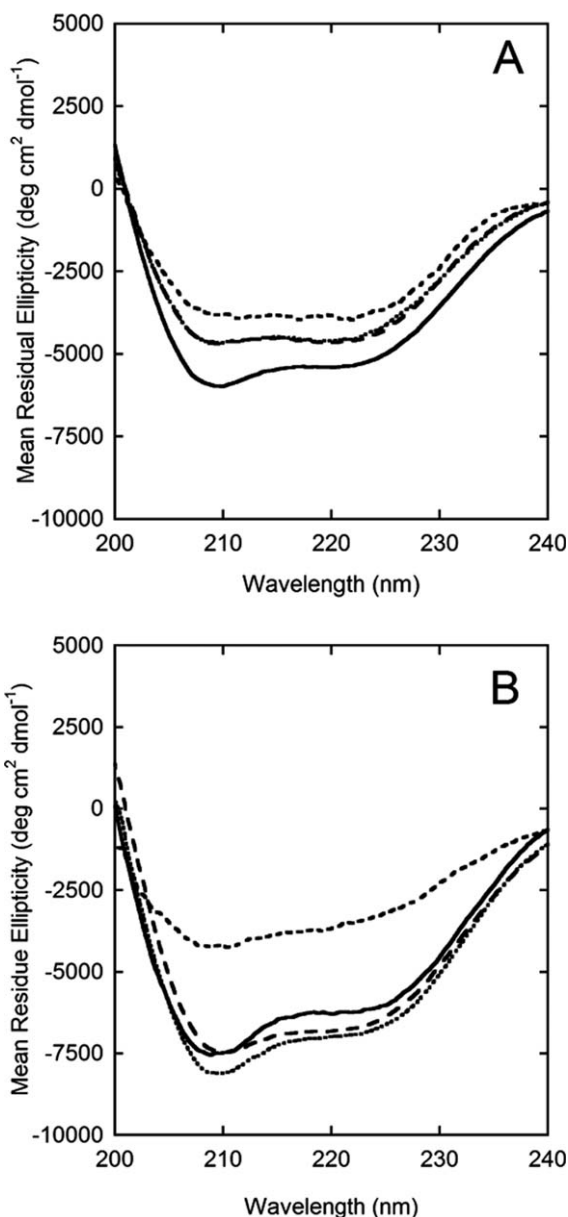 A
5000
2500
0
-2500
-5000
-7500
-10000
Mean Residual Ellipticity (deg cm² dmol⁻¹)
200 210 220 230 240
Wavelength (nm)
B
5000
2500
0
-2500
-5000
-7500
-10000
Mean Residue Ellipticity (deg cm² dmol⁻¹)
200 210 220 230 240
Wavelength (nm)